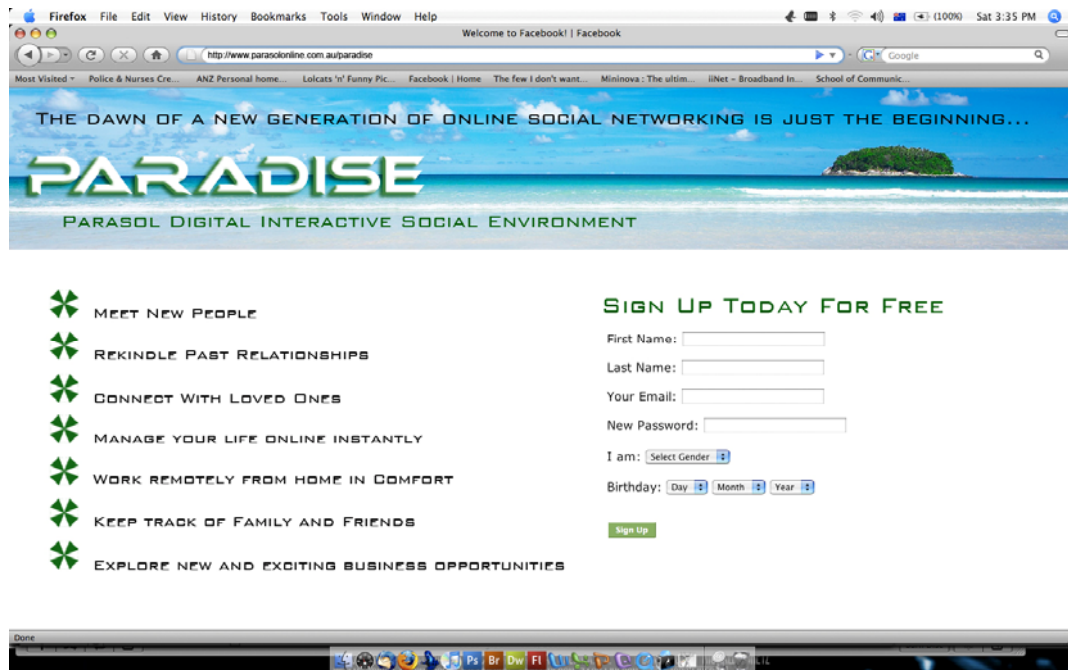 Firefox File Edit View History Bookmarks Tools Window Help (100%) Sat 3:35 PM
Welcome to Facebook! | Facebook
http://www.parasolonline.com.au/paradise Google
Most Visited Police & Nurses Cre... ANZ Personal home... Lolcats 'n' Funny Pic... Facebook | Home The few I don't want... Mininova : The ultim... iiNet – Broadband In... School of Communic...
THE DAWN OF A NEW GENERATION OF ONLINE SOCIAL NETWORKING IS JUST THE BEGINNING...
PARADISE
PARASOL DIGITAL INTERACTIVE SOCIAL ENVIRONMENT
MEET NEW PEOPLE
REKINDLE PAST RELATIONSHIPS
CONNECT WITH LOVED ONES
MANAGE YOUR LIFE ONLINE INSTANTLY
WORK REMOTELY FROM HOME IN COMFORT
KEEP TRACK OF FAMILY AND FRIENDS
EXPLORE NEW AND EXCITING BUSINESS OPPORTUNITIES
SIGN UP TODAY FOR FREE
First Name:
Last Name:
Your Email:
New Password:
I am: Select Gender
Birthday: Day Month Year
Sign Up
Done
Ps Br Dw Fl